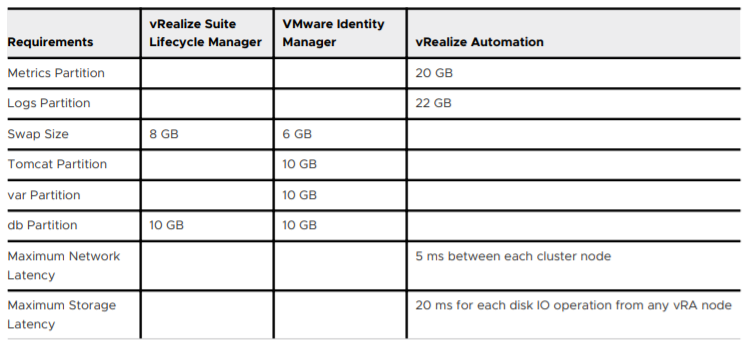 Requirements vRealize Suite Lifecycle Manager VMware Identity Manager vRealize Automation
Metrics Partition 20 GB
Logs Partition 22 GB
Swap Size 8 GB 6 GB
Tomcat Partition 10 GB
var Partition 10 GB
db Partition 10 GB 10 GB
Maximum Network Latency 5 ms between each cluster node
Maximum Storage Latency 20 ms for each disk IO operation from any vRA node